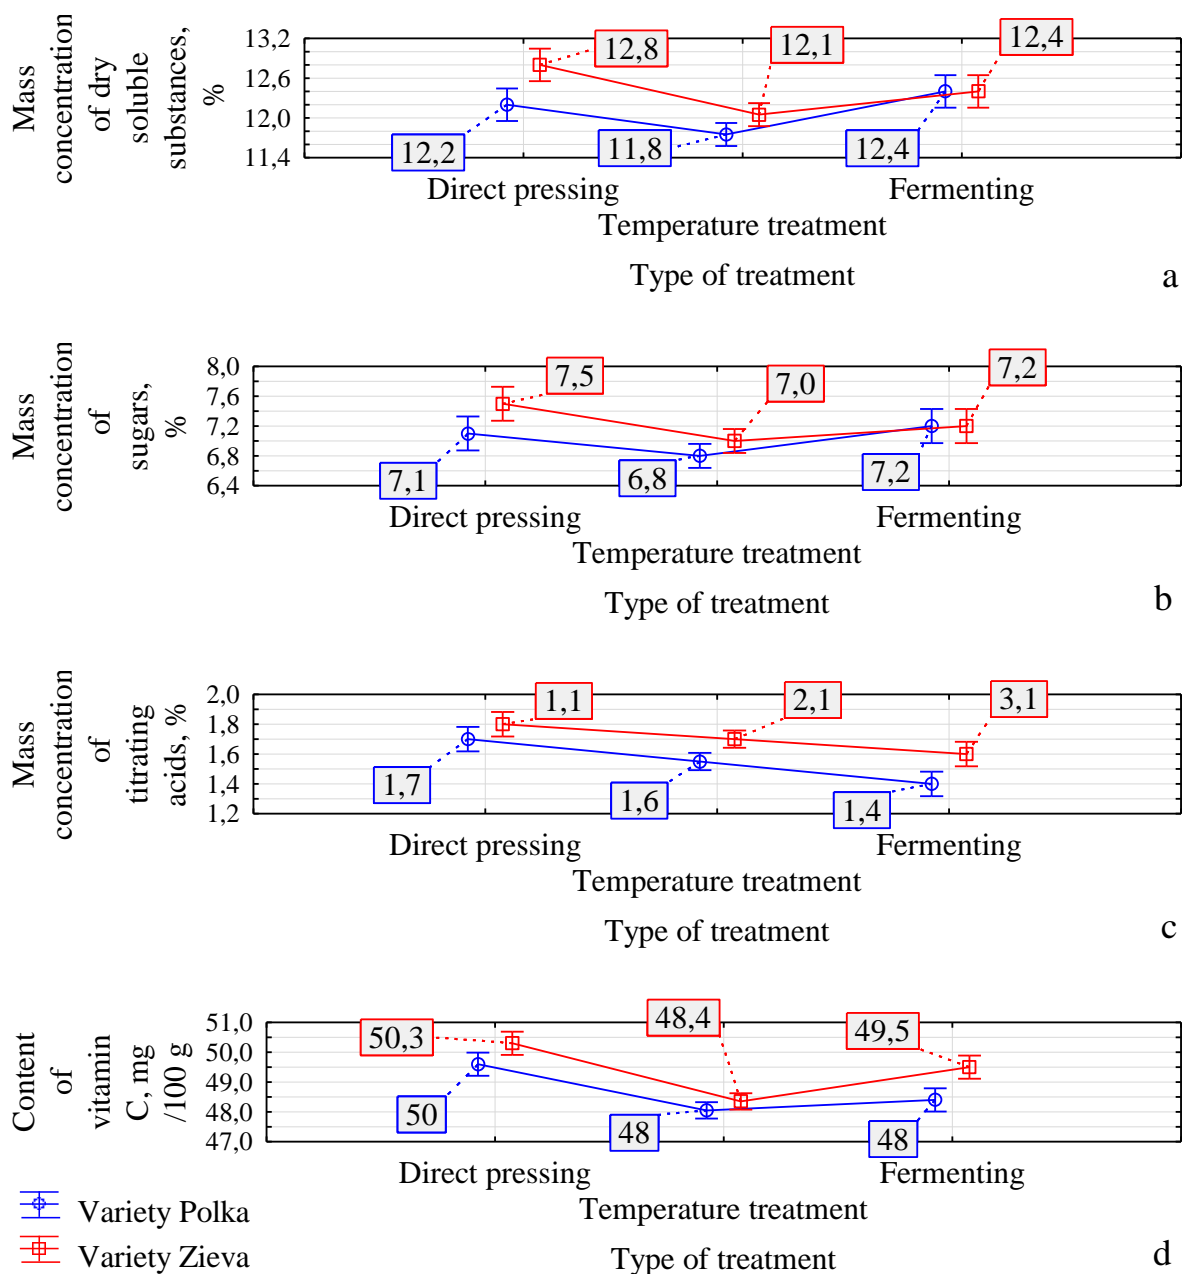 Mass
concentration
of dry
soluble
substances,
%
13,2
12,6
12,0
11,4
12,8
12,1
12,4
12,2
11,8
12,4
Direct pressing
Fermenting
Temperature treatment
Type of treatment
a
Mass
concentration
of
sugars,
%
8,0
7,6
7,2
6,8
6,4
7,5
7,0
7,2
7,1
6,8
7,2
Direct pressing
Fermenting
Temperature treatment
Type of treatment
b
Mass
concentration
of
titrating
acids, %
2,0
1,8
1,6
1,4
1,2
1,1
2,1
3,1
1,7
1,6
1,4
Direct pressing
Fermenting
Temperature treatment
Type of treatment
c
Content
of
vitamin
C, mg
/100 g
51,0
50,0
49,0
48,0
47,0
50,3
48,4
49,5
50
48
48
Direct pressing
Fermenting
Temperature treatment
Type of treatment
d
Variety Polka
Variety Zieva